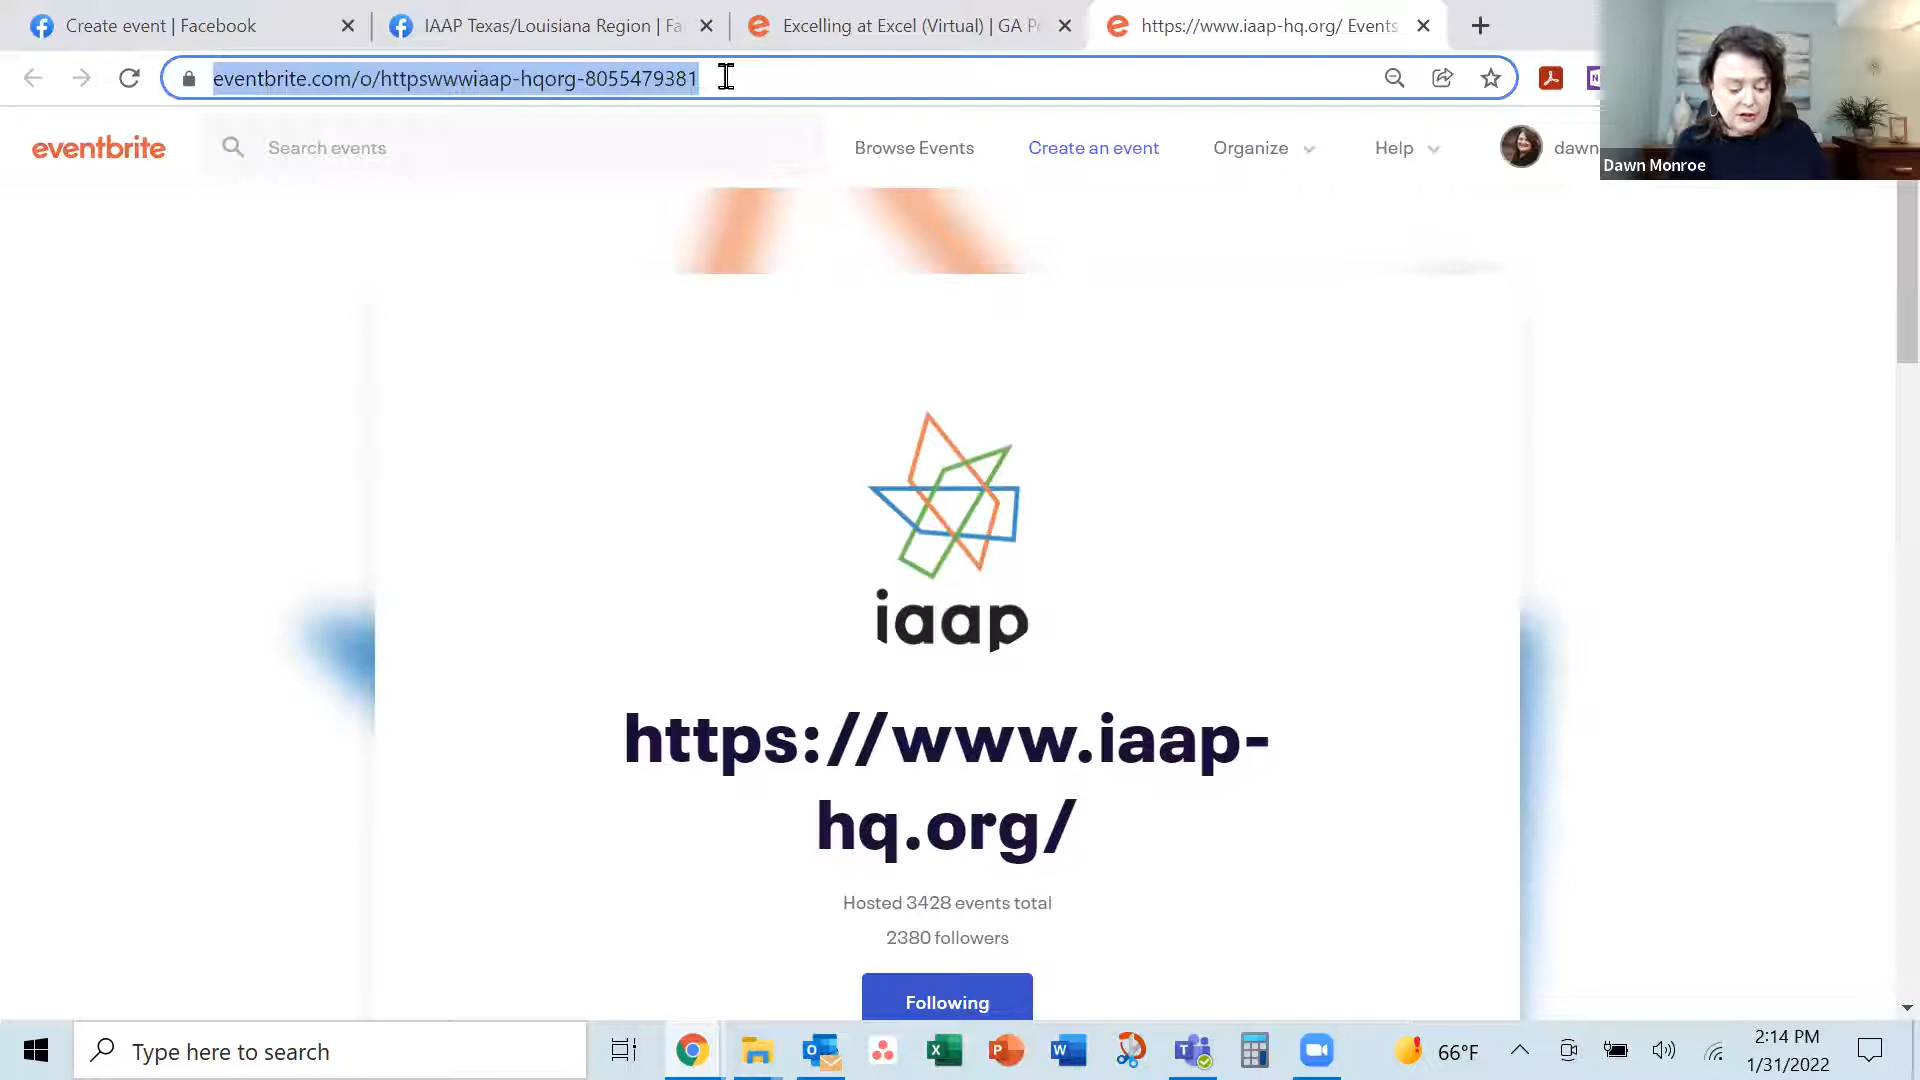 Create event | Facebook
IAAP Texas/Louisiana Region | Fa
Excelling at Excel (Virtual) | GA Pe
https://www.iaap-hq.org/ Events
eventbrite.com/o/httpswwwiaap-hqorg-8055479381
eventbrite
Search events
Browse Events
Create an event
Organize
Help
dawn
Dawn Monroe
iaap
https://www.iaap-
hq.org/
Hosted 3428 events total
2380 followers
Following
Type here to search
66°F
2:14 PM
1/31/2022